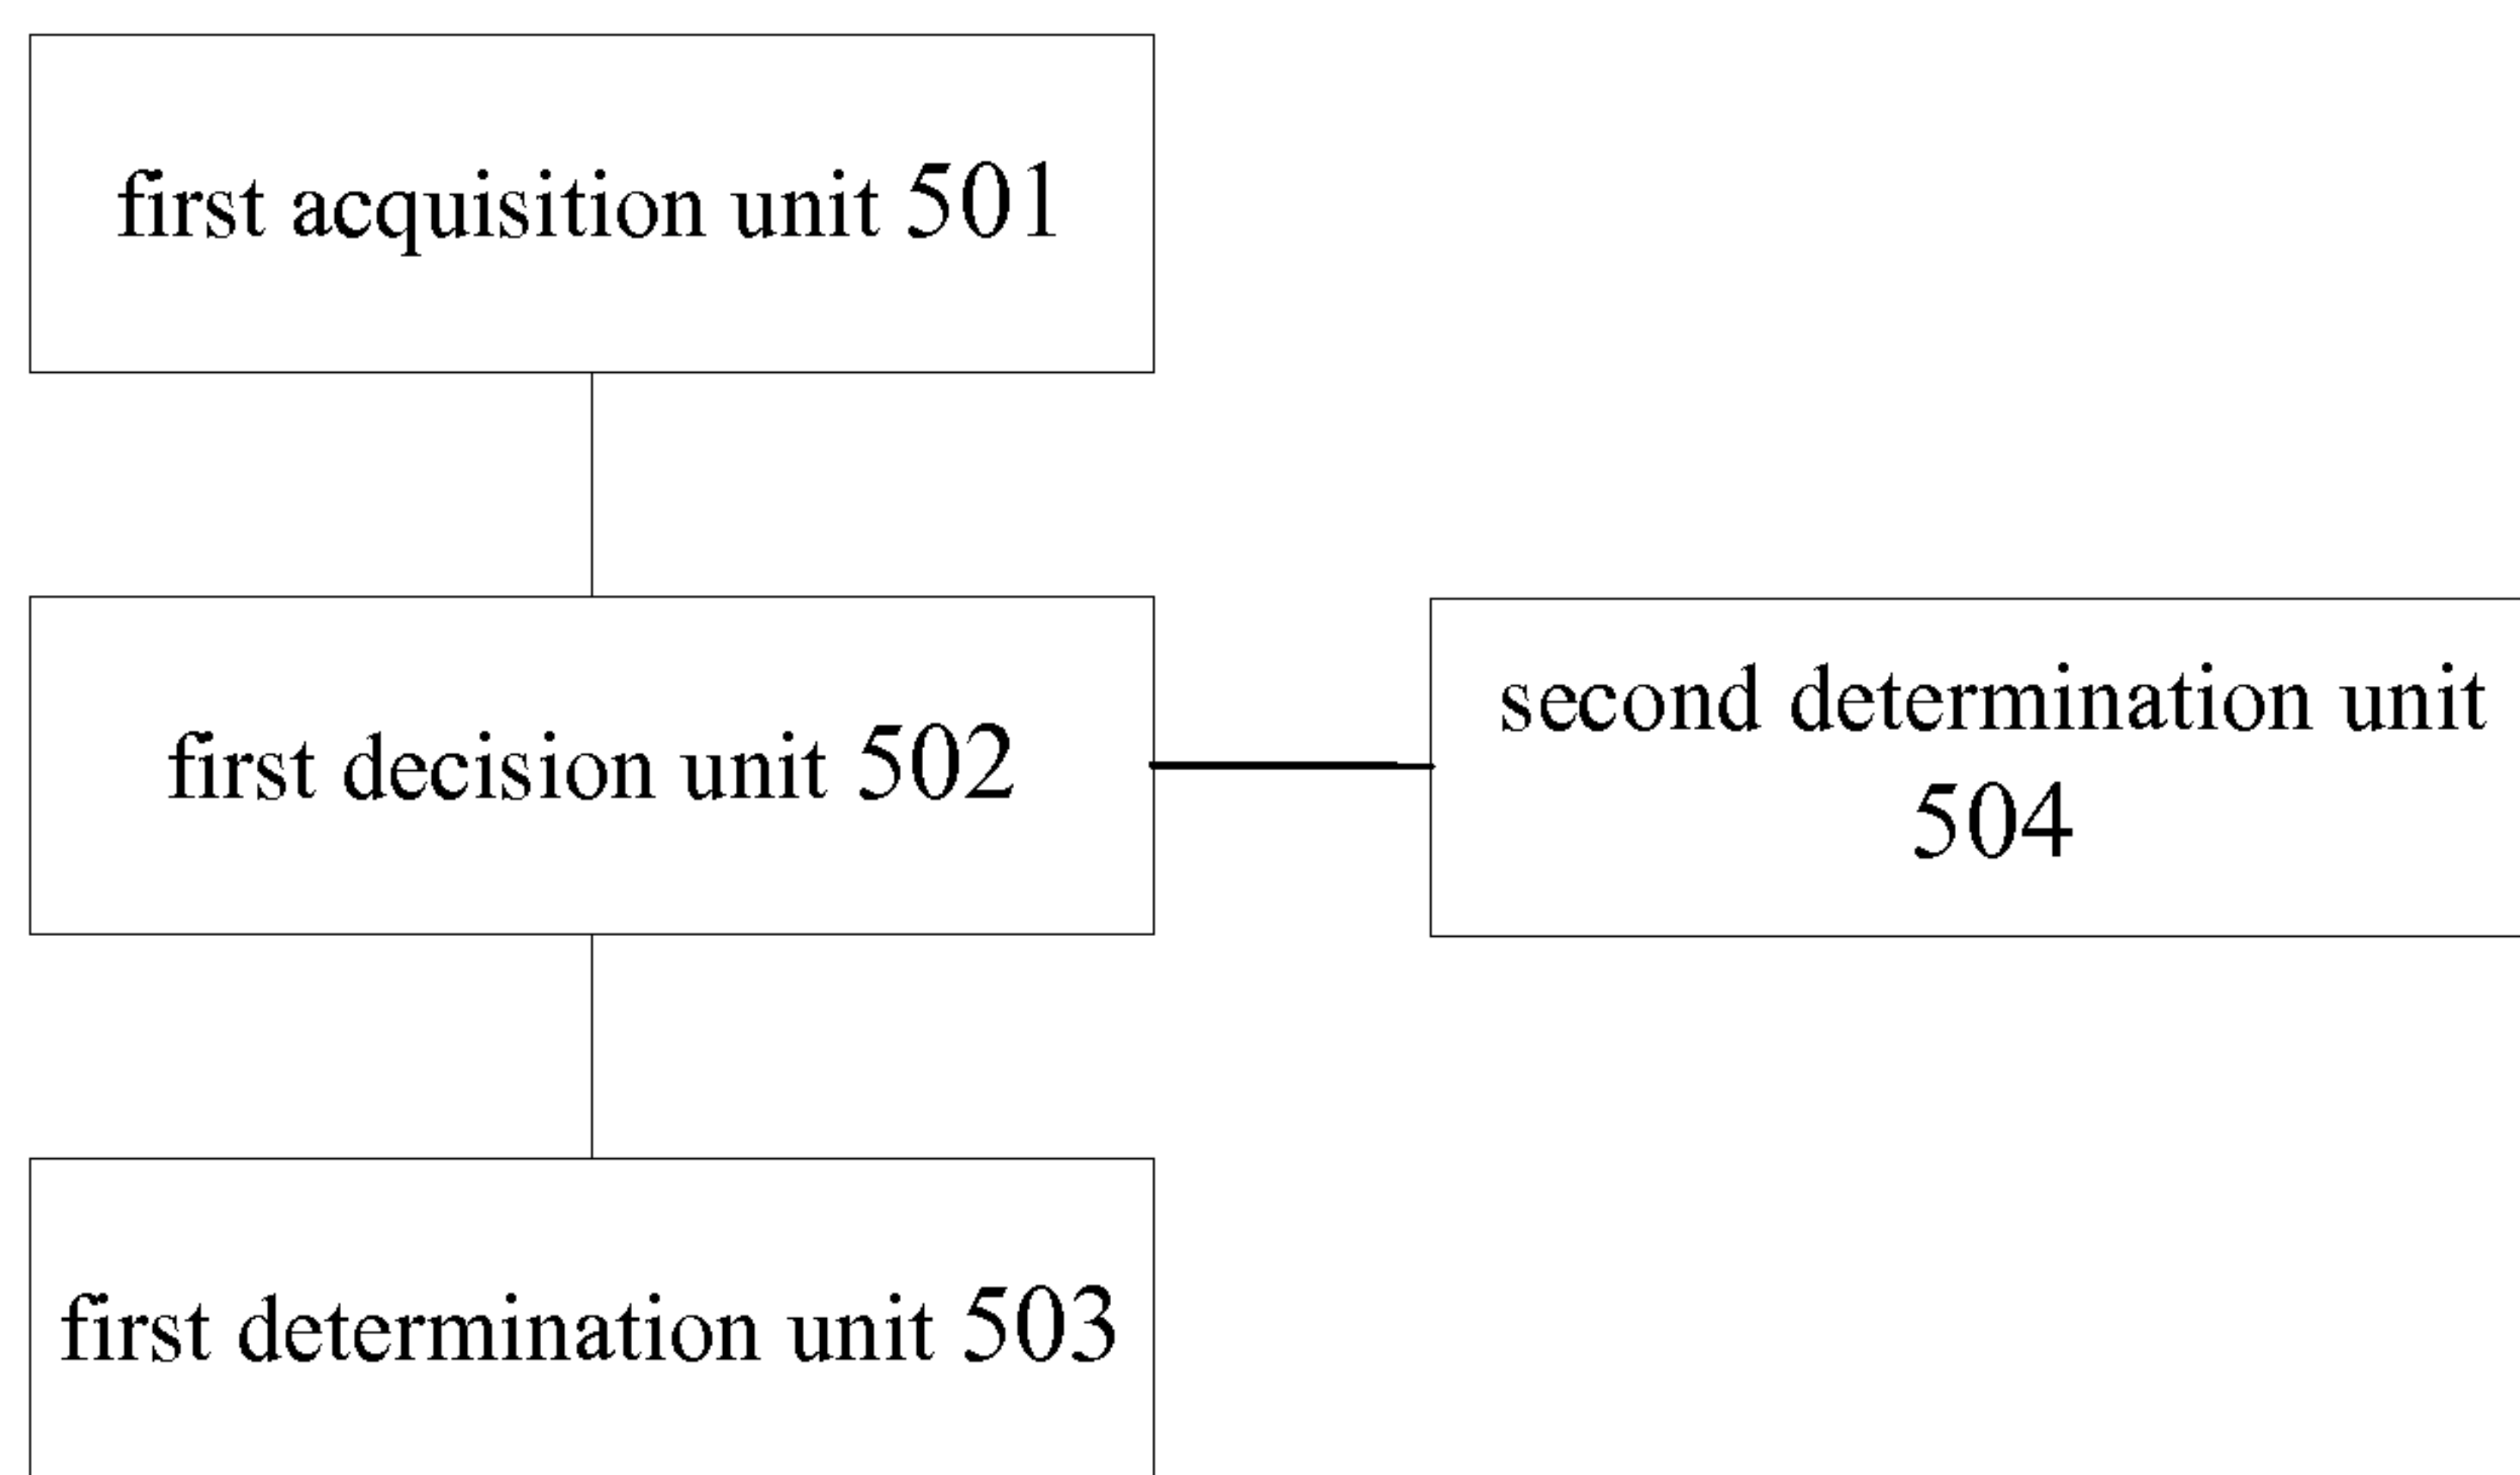 first acquisition unit 501
first decision unit 502
second determination unit
504
first determination unit 503